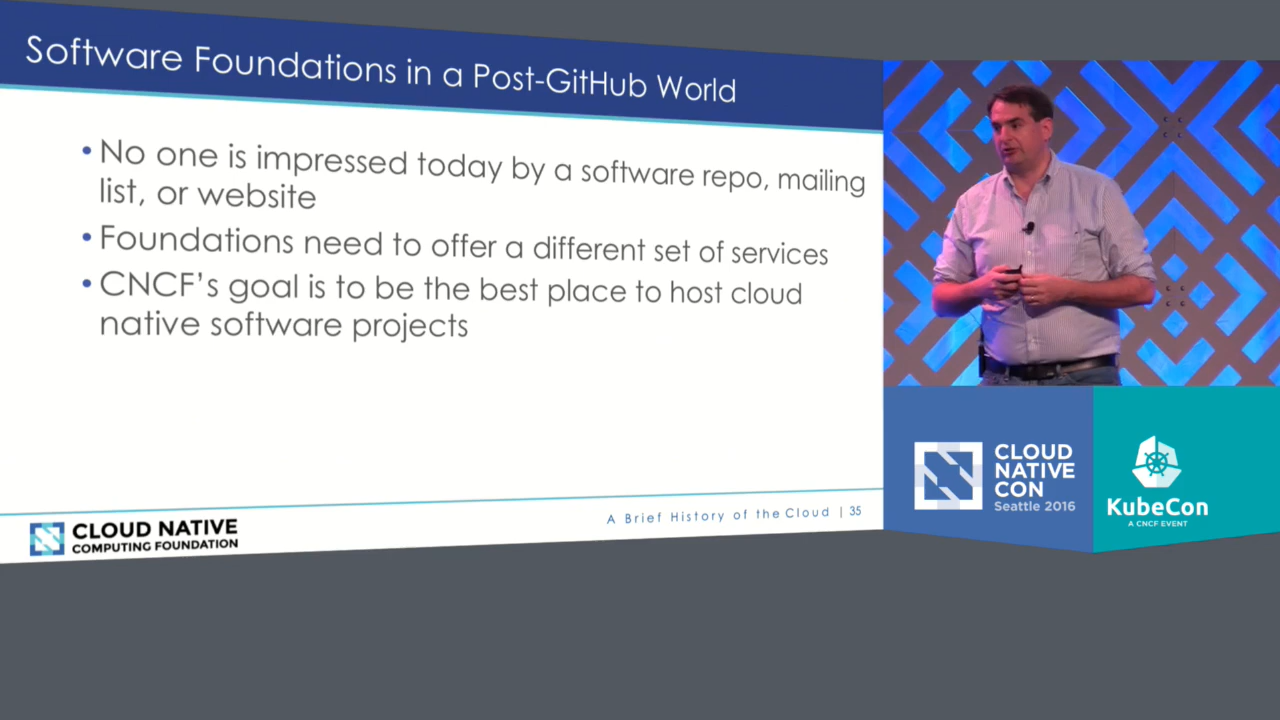 Software Foundations in a Post-GitHub World
• No one is impressed today by a software repo, mailing
list, or website
• Foundations need to offer a different set of services
• CNCF's goal is to be the best place to host cloud
native software projects
CLOUD NATIVE
COMPUTING FOUNDATION
A Brief History of the Cloud | 35
CLOUD
NATIVE
CON
Seattle 2016
KubeCon
A CNCF EVENT